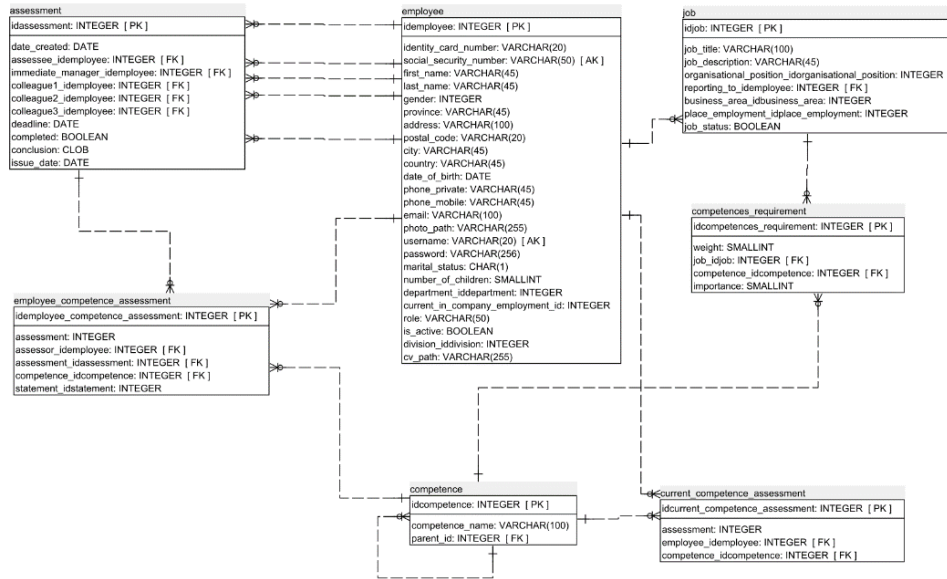 assessment
idassessment: INTEGER [ PK ]
date_created: DATE
assessee_idemployee: INTEGER [ FK ]
immediate_manager_idemployee: INTEGER [ FK ]
colleague1_idemployee: INTEGER [ FK ]
colleague2_idemployee: INTEGER [ FK ]
colleague3_idemployee: INTEGER [ FK ]
deadline: DATE
completed: BOOLEAN
conclusion: CLOB
issue_date: DATE
employee
idemployee: INTEGER [ PK ]
identity_card_number: VARCHAR(20)
social_security_number: VARCHAR(50) [ AK ]
first_name: VARCHAR(45)
last_name: VARCHAR(45)
gender: INTEGER
province: VARCHAR(45)
address: VARCHAR(100)
postal_code: VARCHAR(20)
city: VARCHAR(45)
country: VARCHAR(45)
date_of_birth: DATE
phone_private: VARCHAR(45)
phone_mobile: VARCHAR(45)
email: VARCHAR(100)
photo_path: VARCHAR(255)
username: VARCHAR(20) [ AK ]
password: VARCHAR(256)
marital_status: CHAR(1)
number_of_children: SMALLINT
department_iddepartment: INTEGER
current_in_company_employment_id: INTEGER
role: VARCHAR(50)
is_active: BOOLEAN
division_iddivision: INTEGER
cv_path: VARCHAR(255)
job
idjob: INTEGER [ PK ]
job_title: VARCHAR(100)
job_description: VARCHAR(45)
organisational_position_idorganisational_position: INTEGER
reporting_to_idemployee: INTEGER [ FK ]
business_area_idbusiness_area: INTEGER
place_employment_idplace_employment: INTEGER
job_status: BOOLEAN
competences_requirement
idcompetences_requirement: INTEGER [ PK ]
weight: SMALLINT
job_idjob: INTEGER [ FK ]
competence_idcompetence: INTEGER [ FK ]
importance: SMALLINT
employee_competence_assessment
idemployee_competence_assessment: INTEGER [ PK ]
assessment: INTEGER
assessor_idemployee: INTEGER [ FK ]
assessment_idassessment: INTEGER [ FK ]
competence_idcompetence: INTEGER [ FK ]
statement_idstatement: INTEGER
competence
idcompetence: INTEGER [ PK ]
competence_name: VARCHAR(100)
parent_id: INTEGER [ FK ]
current_competence_assessment
idcurrent_competence_assessment: INTEGER [ PK ]
assessment: INTEGER
employee_idemployee: INTEGER [ FK ]
competence_idcompetence: INTEGER [ FK ]